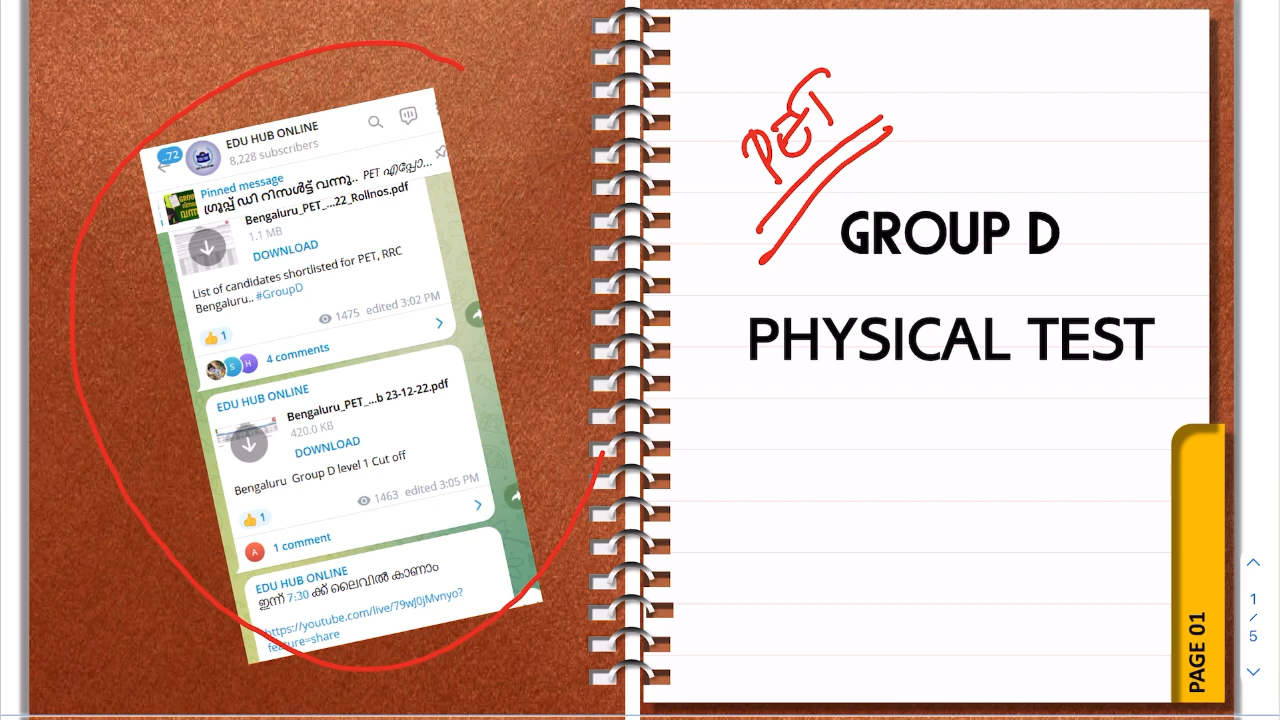 ..72
EDU HUB ONLINE
8,228 subscribers
Pinned message
ഗ്രൂപ്പ് ഡി റിസൾട്ട് വന്നു.. PET എപ്പോ...
Bengaluru_PET_...22_Rollnos.pdf
1.1 MB
DOWNLOAD
List of candidates shortlisted for PET, RRC
Bengaluru.. #GroupD
1
1475 edited 3:02 PM
4 comments
EDU HUB ONLINE
Bengaluru_PET_...b 23-12-22.pdf
420.0 KB
DOWNLOAD
Bengaluru Group D level 1 Cut off
1463 edited 3:05 PM
1
1 comment
EDU HUB ONLINE
ഇന്ന് 7:30 ക്ക് ലൈവിൽ കാണാം
https://youtube.com/live/79wJ0jMvnyo?
feature=share
PET
GROUP D
PHYSICAL TEST
PAGE 01
1
/
5